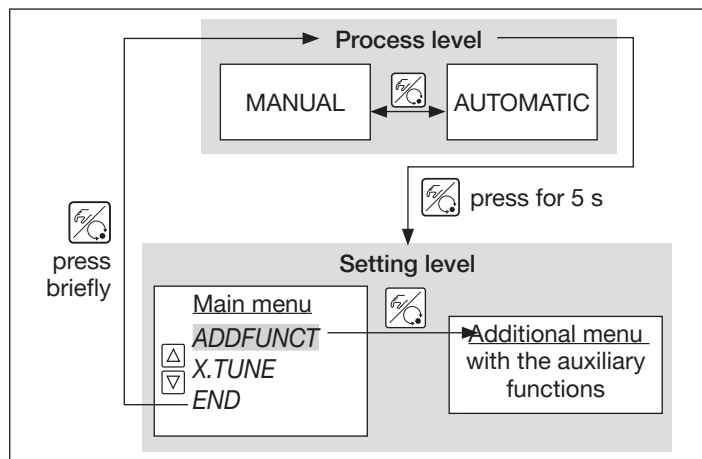 Process level
MANUAL
AUTOMATIC
press for 5 s
press
briefly
Setting level
Main menu
ADDFUNCT
X.TUNE
END
Additional menu
with the auxiliary
functions